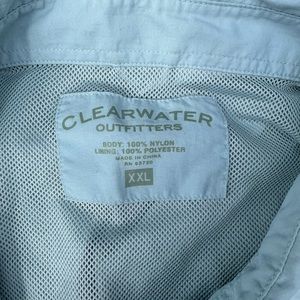 CLEARWATER
OUTFITTERS
BODY: 100% NYLON
LINING: 100% POLYESTER
MADE IN CHINA
XXL